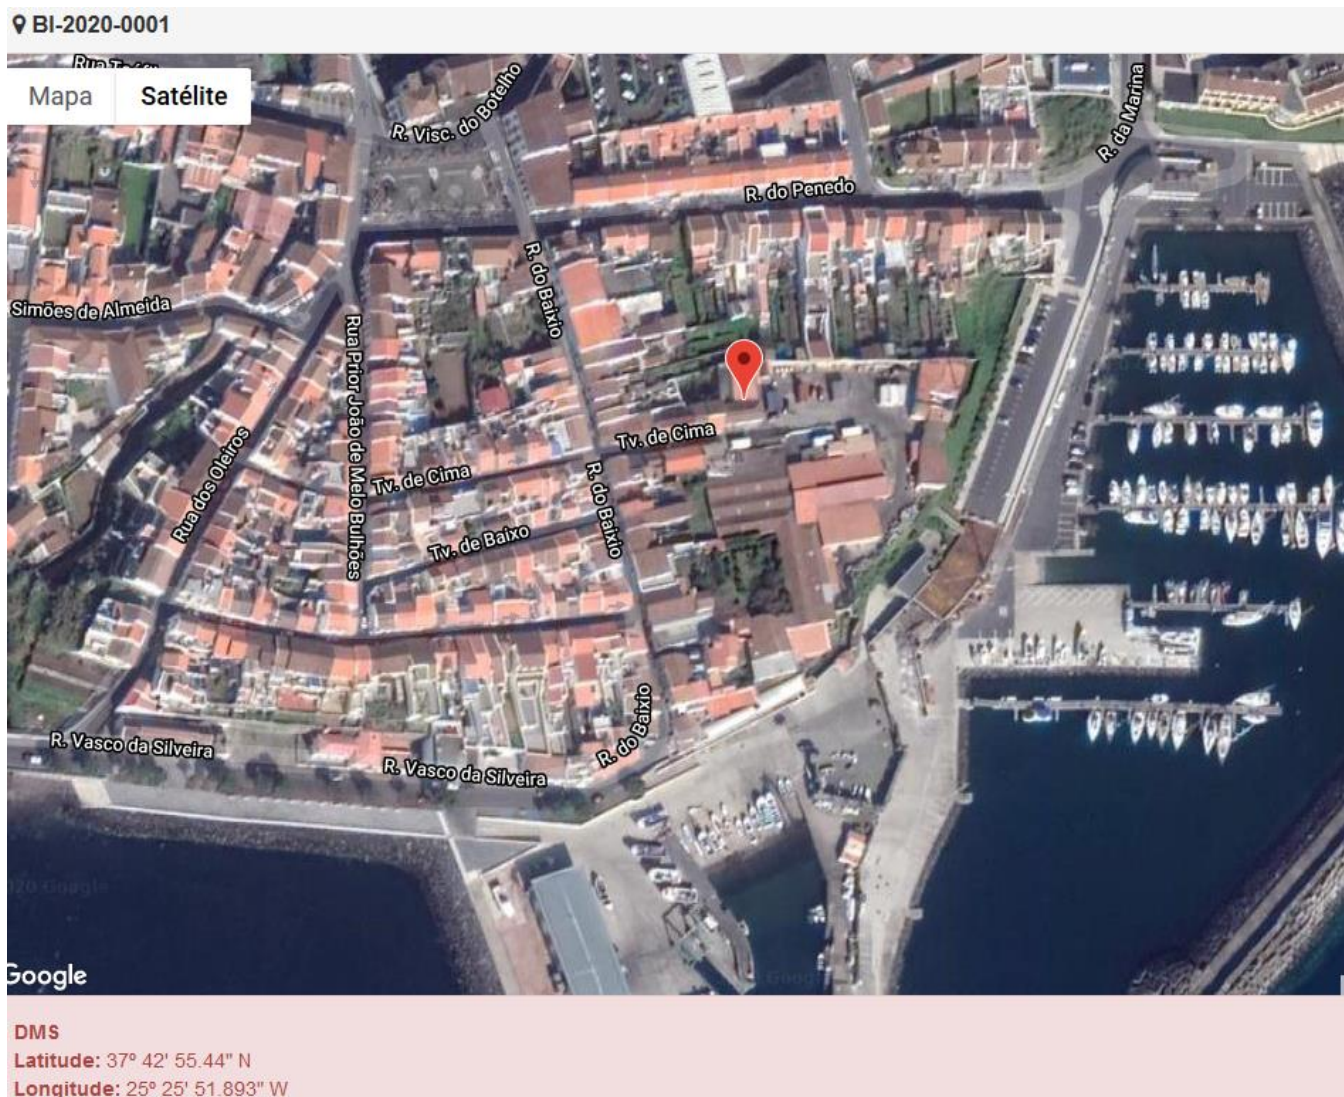 BI-2020-0001
Mapa
Satélite
R. Visc. do Botelho
R. da Marina
R. do Penedo
R. do Baixio
Simões de Almeida
Rua Prior João de Melo Bulhões
Rua dos Oleiros
Tv. de Cima
Tv. de Cima
R. do Baixio
Tv. de Baixo
R. do Baixio
R. Vasco da Silveira
R. Vasco da Silveira
Google
DMS
Latitude: 37º 42' 55.44" N
Longitude: 25º 25' 51.893" W